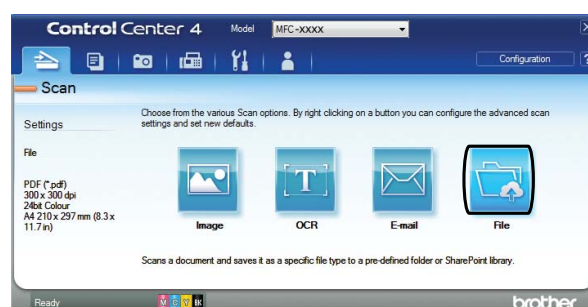 Control Center 4 Model MFC-XXXX X
Configuration ?
Scan
Choose from the various Scan options. By right clicking on a button you can configure the advanced scan
settings and set new defaults.
Settings
File
PDF (*.pdf)
300 x 300 dpi
24bit Colour
A4 210 x 297 mm (8.3 x
11.7 in)
T
Image OCR E-mail File
Scans a document and saves it as a specific file type to a pre-defined folder or SharePoint library.
Ready M C Y BK brother